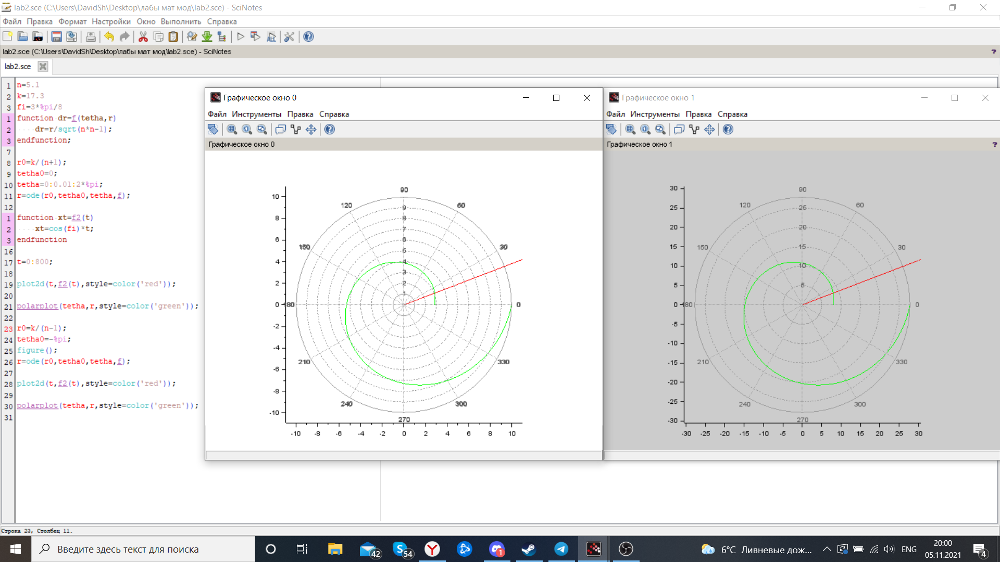 lab2.sce (C:\Users\DavidSh\Desktop\лабы мат мод\lab2.sce) - SciNotes
Файл Правка Формат Настройки Окно Выполнить Справка
lab2.sce (C:\Users\DavidSh\Desktop\лабы мат мод\lab2.sce) - SciNotes ?
lab2.sce
1 n=5.1
2 k=17.3
3 fi=3*%pi/8
1 function dr=f(tetha,r)
2 dr=r/sqrt(n*n-1);
3 endfunction;
7
8 r0=k/(n+1);
9 tetha0=0;
10 tetha=0:0.01:2*%pi;
11 r=ode(r0,tetha0,tetha,f);
12
1 function xt=f2(t)
2 xt=cos(fi)*t;
3 endfunction
16
17 t=0:800;
18
19 plot2d(t,f2(t),style=color('red'));
20
21 polarplot(tetha,r,style=color('green'));
22
23 r0=k/(n-1);
24 tetha0=-%pi;
25 figure();
26 r=ode(r0,tetha0,tetha,f);
27
28 plot2d(t,f2(t),style=color('red'));
29
30 polarplot(tetha,r,style=color('green'));
31
Графическое окно 0
Файл Инструменты Правка Справка
Графическое окно 0
10
8
6
4
2
0
-2
-4
-6
-8
-10
-10 -8 -6 -4 -2 0 2 4 6 8 10
90
120 60
150 30
180 0
210 330
240 300
270
9
8
7
6
5
4
3
2
1
Графическое окно 1
Файл Инструменты Правка Справка
Графическое окно 1 ?
30
25
20
15
10
5
0
-5
-10
-15
-20
-25
-30
-30 -25 -20 -15 -10 -5 0 5 10 15 20 25 30
90
120 60
150 30
180 0
210 330
240 300
270
25
20
15
10
5
Строка 23, Столбец 11.
Введите здесь текст для поиска
42
54
1
6°C Ливневые дож...
ENG
20:00
05.11.2021
4